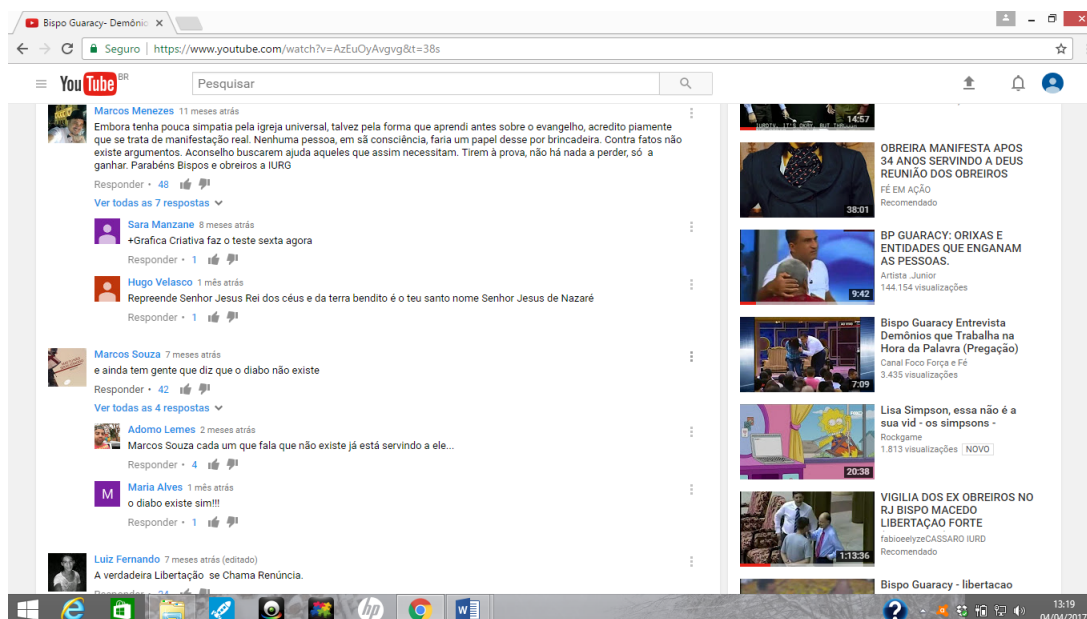 Bispo Guaracy- Demônic
Seguro | https://www.youtube.com/watch?v=AzEuOyAvgvg&t=38s
YouTube BR
Pesquisar
Marcos Menezes 11 meses atrás
Embora tenha pouca simpatia pela igreja universal, talvez pela forma que aprendi antes sobre o evangelho, acredito piamente
que se trata de manifestação real. Nenhuma pessoa, em sã consciência, faria um papel desse por brincadeira. Contra fatos não
existe argumentos. Aconselho buscarem ajuda aqueles que assim necessitam. Tirem à prova, não há nada a perder, só a
ganhar. Parabéns Bispos e obreiros a IURG
Responder • 48
Ver todas as 7 respostas
Sara Manzane 8 meses atrás
+Grafica Criativa faz o teste sexta agora
Responder • 1
Hugo Velasco 1 mês atrás
Repreende Senhor Jesus Rei dos céus e da terra bendito é o teu santo nome Senhor Jesus de Nazaré
Responder • 1
Marcos Souza 7 meses atrás
e ainda tem gente que diz que o diabo não existe
Responder • 42
Ver todas as 4 respostas
Adomo Lemes 2 meses atrás
Marcos Souza cada um que fala que não existe já está servindo a ele...
Responder • 4
M
Maria Alves 1 mês atrás
o diabo existe sim!!!
Responder • 1
Luiz Fernando 7 meses atrás (editado)
A verdadeira Libertação se Chama Renúncia.
Responder • 24
14:57
OBREIRA MANIFESTA APOS
34 ANOS SERVINDO A DEUS
REUNIÃO DOS OBREIROS
FÉ EM AÇÃO
Recomendado
38:01
BP GUARACY: ORIXAS E
ENTIDADES QUE ENGANAM
AS PESSOAS.
Artista .Junior
144.154 visualizações
9:42
Bispo Guaracy Entrevista
Demônios que Trabalha na
Hora da Palavra (Pregação)
Canal Foco Força e Fé
3.435 visualizações
7:09
Lisa Simpson, essa não é a
sua vid - os simpsons -
Rockgame
1.813 visualizações NOVO
20:38
VIGILIA DOS EX OBREIROS NO
RJ BISPO MACEDO
LIBERTAÇAO FORTE
fabioeelyzeCASSARO IURD
Recomendado
1:13:36
Bispo Guaracy - libertacao
hp
13:19
04/04/2017